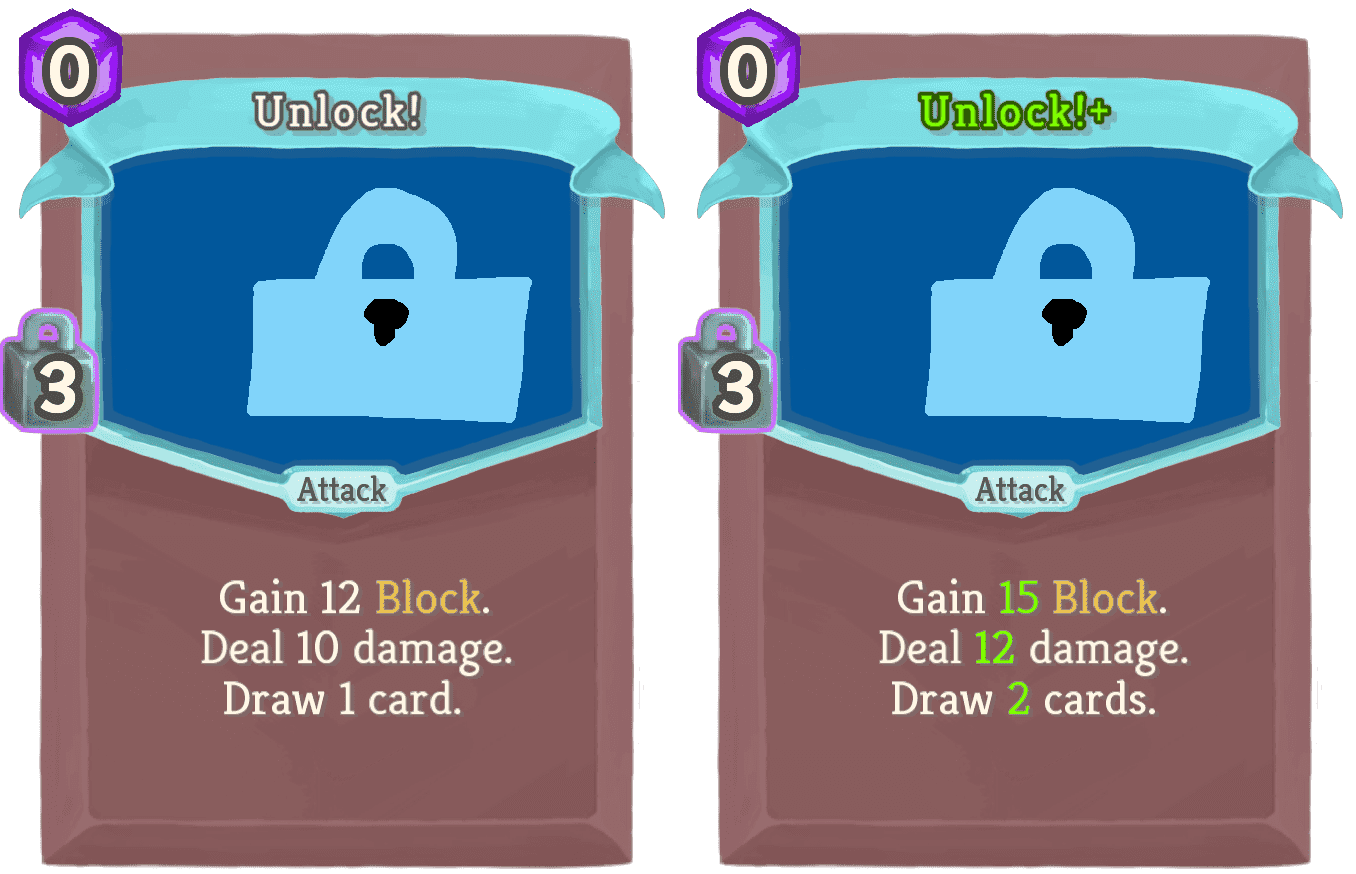 0
Unlock!
3
Attack
Gain 12 Block.
Deal 10 damage.
Draw 1 card.
0
Unlock!+
3
Attack
Gain 15 Block.
Deal 12 damage.
Draw 2 cards.